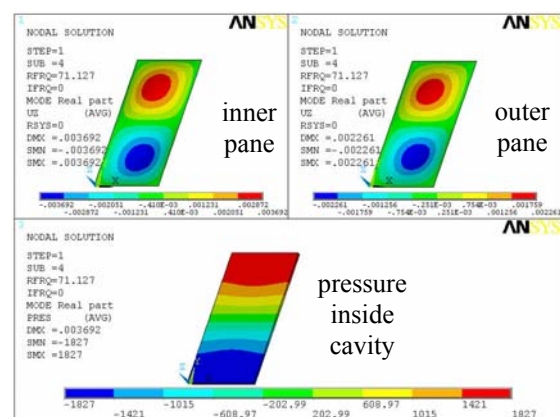 1
ANSYS
NODAL SOLUTION
STEP=1
SUB =4
RFRQ=71.127
IFRQ=0
MODE Real part
UZ (AVG)
RSYS=0
DMX =.003692
SMN =-.003692
SMX =.003692
inner
pane
X
-.003692 -.002051 -.410E-03 .001231 .002872
-.002872 -.001231 .410E-03 .002051 .003692
2
ANSYS
NODAL SOLUTION
STEP=1
SUB =4
RFRQ=71.127
IFRQ=0
MODE Real part
UZ (AVG)
RSYS=0
DMX =.002261
SMN =-.002261
SMX =.002261
outer
pane
X
-.002261 -.001256 -.251E-03 .754E-03 .001759
-.001759 -.754E-03 .251E-03 .001256 .002261
ANSYS
NODAL SOLUTION
STEP=1
SUB =4
RFRQ=71.127
IFRQ=0
MODE Real part
PRES (AVG)
DMX =.003692
SMN =-1827
SMX =1827
pressure
inside
cavity
-1827 -1015 -202.99 608.97 1421
-1421 -608.97 202.99 1015 1827